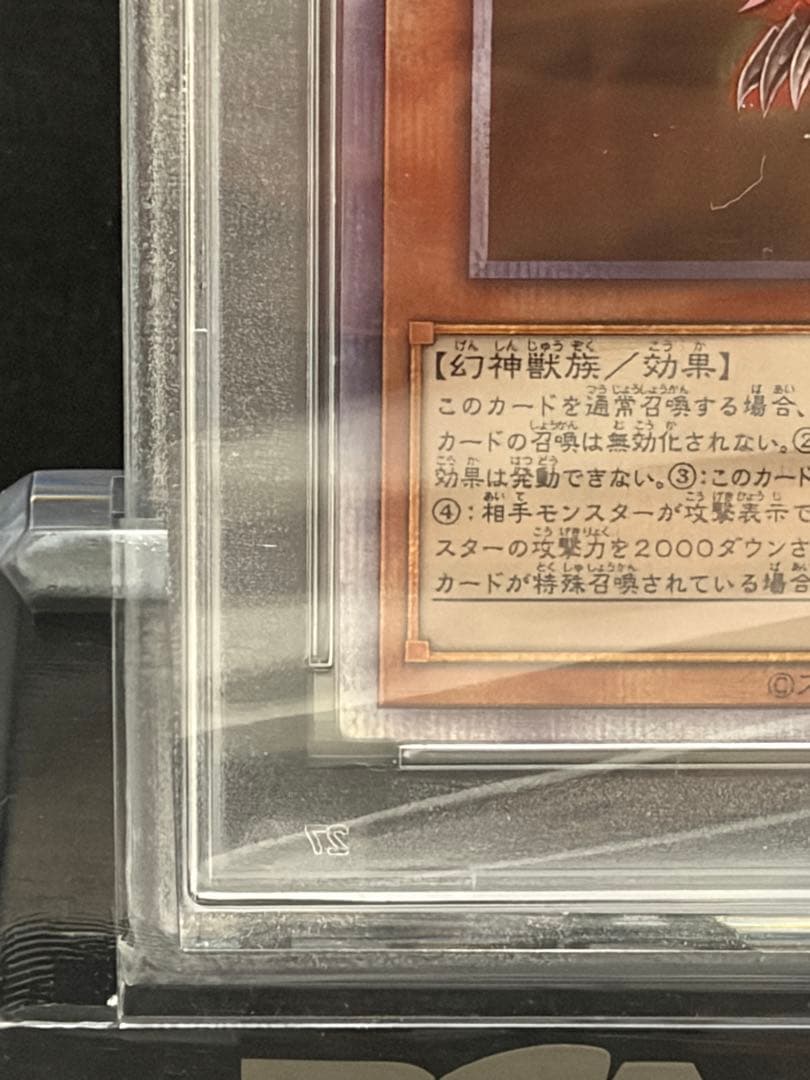 【幻神獣族／効果】
このカードを通常召喚する場合、
カードの召喚は無効化されない。②
効果は発動できない。③：このカード
④：相手モンスターが攻撃表示で
スターの攻撃力を2000ダウンさ
カードが特殊召喚されている場合
©ス
27